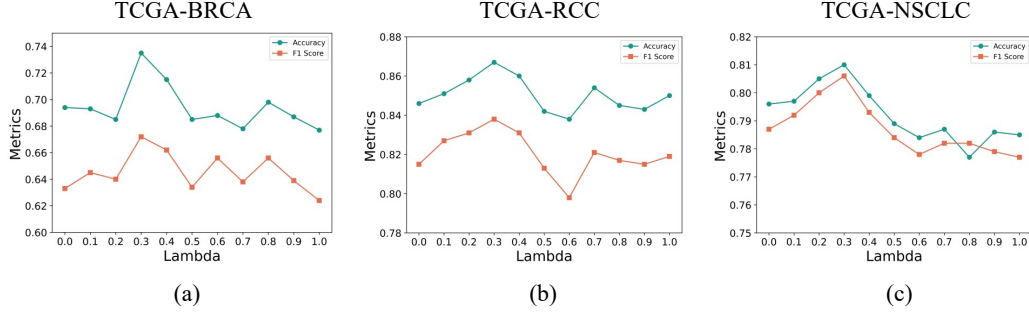 TCGA-BRCA
TCGA-RCC
TCGA-NSCLC
Metrics
0.74
0.72
0.70
0.68
0.66
0.64
0.62
0.60
Accuracy
F1 Score
0.0 0.1 0.2 0.3 0.4 0.5 0.6 0.7 0.8 0.9 1.0
Lambda
(a)
Metrics
0.88
0.86
0.84
0.82
0.80
0.78
Accuracy
F1 Score
0.0 0.1 0.2 0.3 0.4 0.5 0.6 0.7 0.8 0.9 1.0
Lambda
(b)
Metrics
0.82
0.81
0.80
0.79
0.78
0.77
0.76
0.75
Accuracy
F1 Score
0.0 0.1 0.2 0.3 0.4 0.5 0.6 0.7 0.8 0.9 1.0
Lambda
(c)